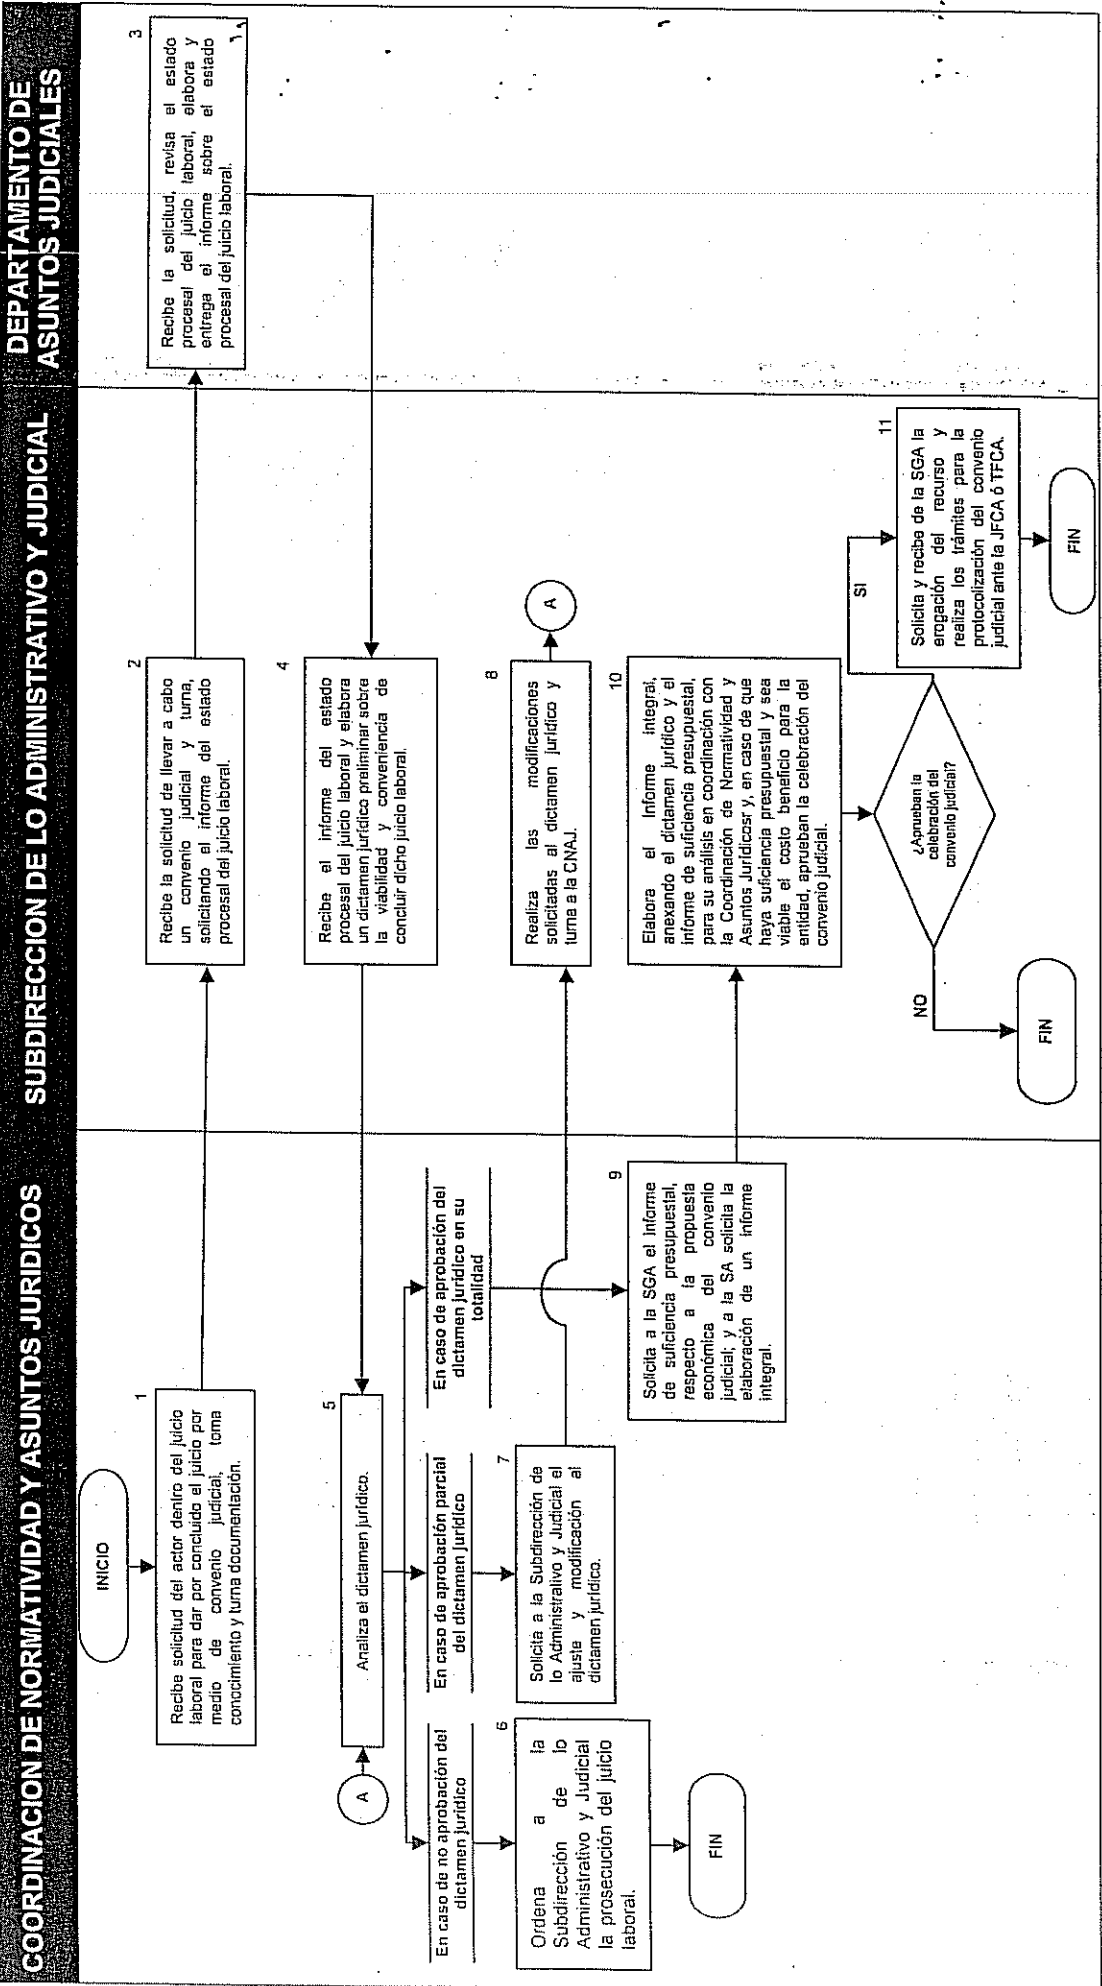 COORDINACION DE NORMATIVIDAD Y ASUNTOS JURIDICOS
SUBDIRECCION DE LO ADMINISTRATIVO Y JUDICIAL
DEPARTAMENTO DE
ASUNTOS JUDICIALES
INICIO
1
Recibe solicitud del actor dentro del juicio
laboral para dar por concluido el juicio por
medio de convenio judicial, toma
conocimiento y turna documentación.
2
Recibe la solicitud de llevar a cabo
un convenio judicial y turna,
solicitando el informe del estado
procesal del juicio laboral.
3
Recibe la solicitud, revisa el estado
procesal del juicio laboral, elabora y
entrega el informe sobre el estado
procesal del juicio laboral.
4
Recibe el informe del estado
procesal del juicio laboral y elabora
un dictamen jurídico preliminar sobre
la viabilidad y conveniencia de
concluir dicho juicio laboral.
5
Analiza el dictamen jurídico.
A
En caso de no aprobación del
dictamen jurídico
En caso de aprobación parcial
del dictamen jurídico
En caso de aprobación del
dictamen jurídico en su
totalidad
6
Ordena a la
Subdirección de lo
Administrativo y Judicial
la prosecución del juicio
laboral.
FIN
7
Solicita a la Subdirección de
lo Administrativo y Judicial el
ajuste y modificación al
dictamen jurídico.
8
Realiza las modificaciones
solicitadas al dictamen jurídico y
turna a la CNAJ.
A
9
Solicita a la SGA el informe
de suficiencia presupuestal,
respecto a la propuesta
económica del convenio
judicial; y a la SA solicita la
elaboración de un informe
integral.
10
Elabora el Informe integral,
anexando el dictamen jurídico y el
informe de suficiencia presupuestal,
para su análisis en coordinación con
la Coordinación de Normatividad y
Asuntos Jurídicosr y, en caso de que
haya suficiencia presupuestal y sea
viable el costo beneficio para la
entidad, aprueban la celebración del
convenio judicial.
¿Aprueban la
celebración del
convenio judicial?
NO
FIN
SI
11
Solicita y recibe de la SGA la
erogación del recurso y
realiza los trámites para la
protocolización del convenio
judicial ante la JFCA ó TFCA.
FIN